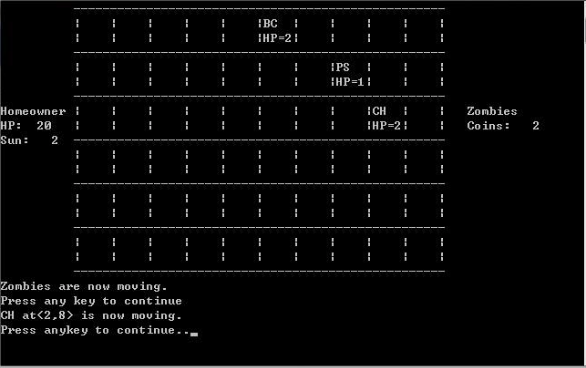 BC
HP=2
PS
HP=1
Homeowner CH Zombies
HP: 20 HP=2 Coins: 2
Sun: 2
Zombies are now moving.
Press any key to continue
CH at<2,8> is now moving.
Press anykey to continue.._